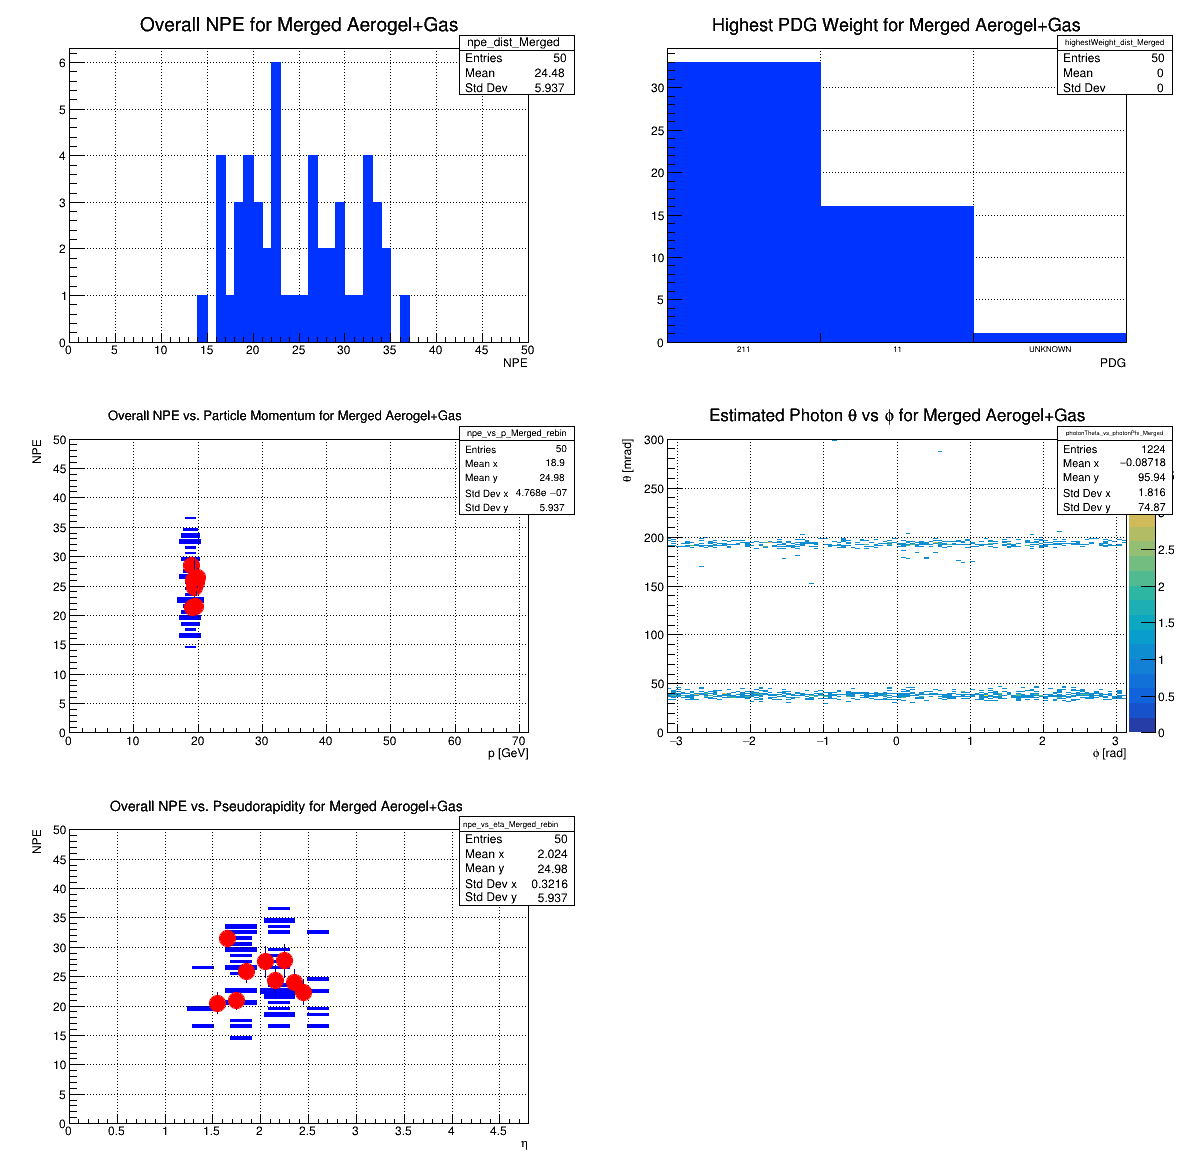 Overall NPE for Merged Aerogel+Gas
npe_dist_Merged
Entries 50
Mean 24.48
Std Dev 5.937
6
5
4
3
2
1
0
0 5 10 15 20 25 30 35 40 45 50
NPE
Highest PDG Weight for Merged Aerogel+Gas
highestWeight_dist_Merged
Entries 50
Mean 0
Std Dev 0
30
25
20
15
10
5
0
211 11 UNKNOWN
PDG
Overall NPE vs. Particle Momentum for Merged Aerogel+Gas
npe_vs_p_Merged_rebin
Entries 50
Mean x 18.9
Mean y 24.98
Std Dev x 4.768e −07
Std Dev y 5.937
NPE
50
45
40
35
30
25
20
15
10
5
0
0 10 20 30 40 50 60 70
p [GeV]
Estimated Photon θ vs ϕ for Merged Aerogel+Gas
photonTheta_vs_photonPhi_Merged
Entries 1224
Mean x −0.08718
Mean y 95.94
Std Dev x 1.816
Std Dev y 74.87
θ [mrad]
300
250
200
150
100
50
0
−3 −2 −1 0 1 2 3
ϕ [rad]
2.5
2
1.5
1
0.5
0
Overall NPE vs. Pseudorapidity for Merged Aerogel+Gas
npe_vs_eta_Merged_rebin
Entries 50
Mean x 2.024
Mean y 24.98
Std Dev x 0.3216
Std Dev y 5.937
NPE
50
45
40
35
30
25
20
15
10
5
0
0 0.5 1 1.5 2 2.5 3 3.5 4 4.5
η